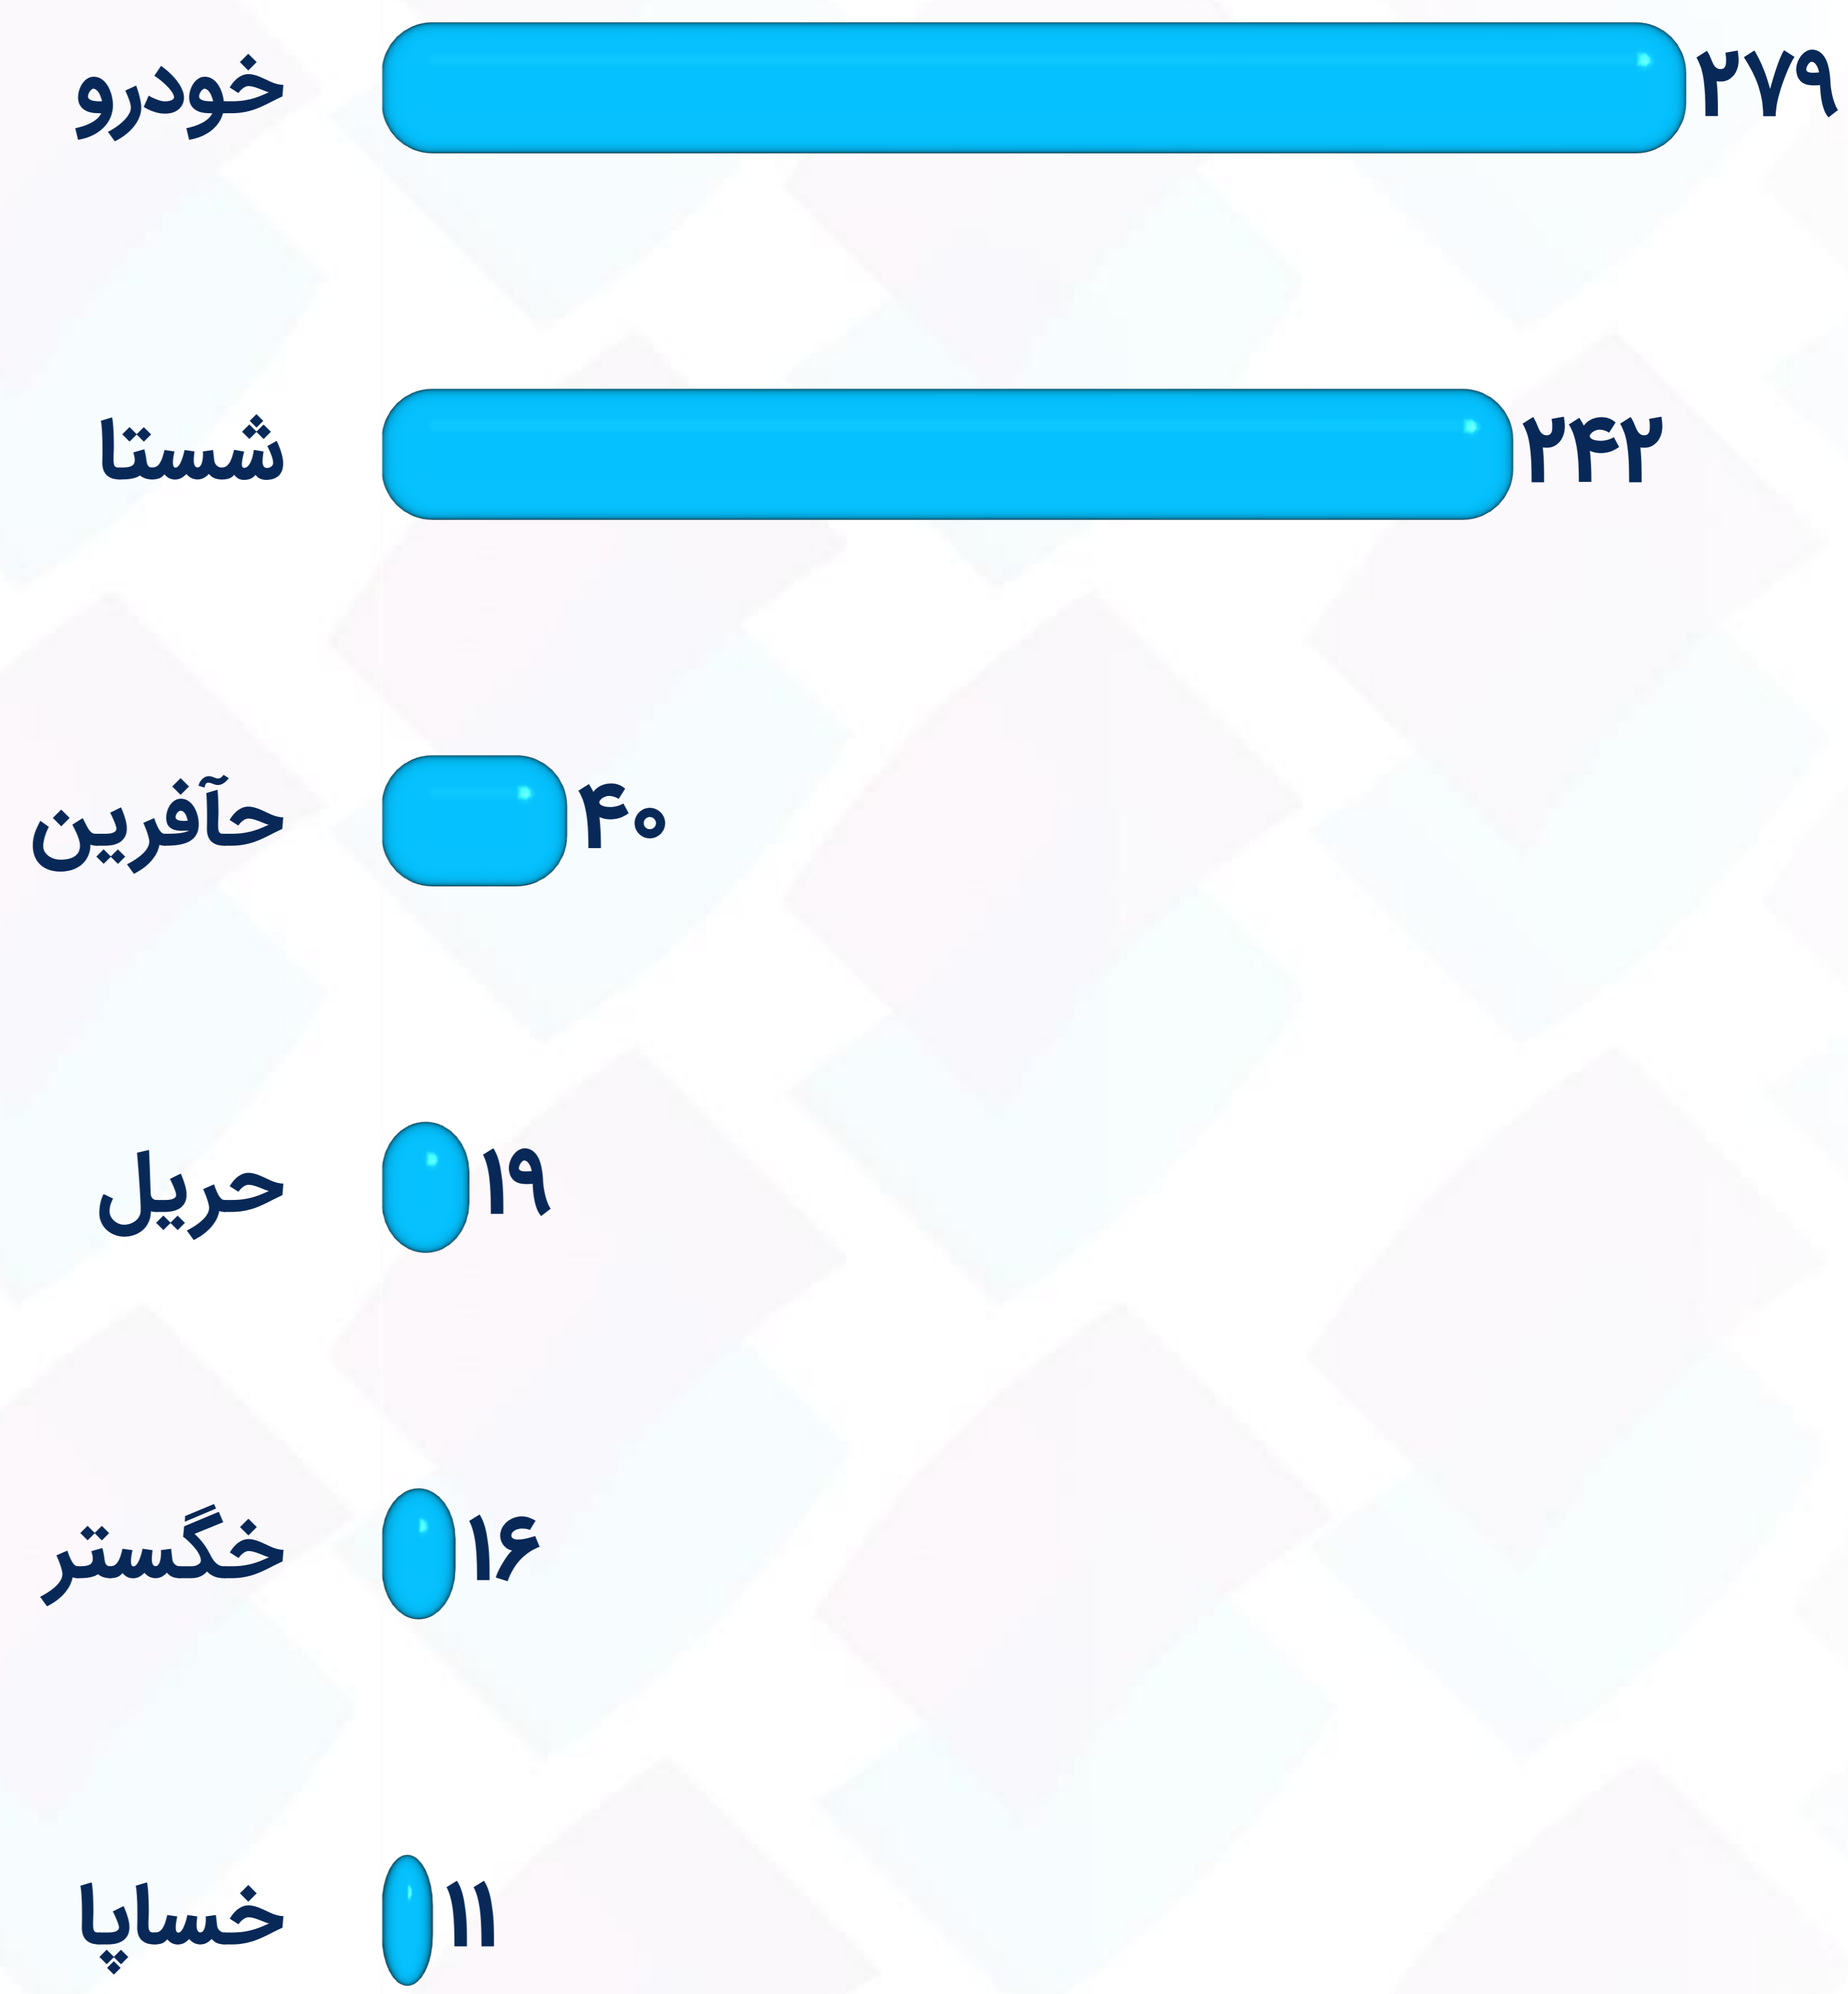 خودرو ۲۷۹
شستا ۲۴۲
حآفرین ۴۰
حریل ۱۹
خگستر ۱۶
خساپا ۱۱